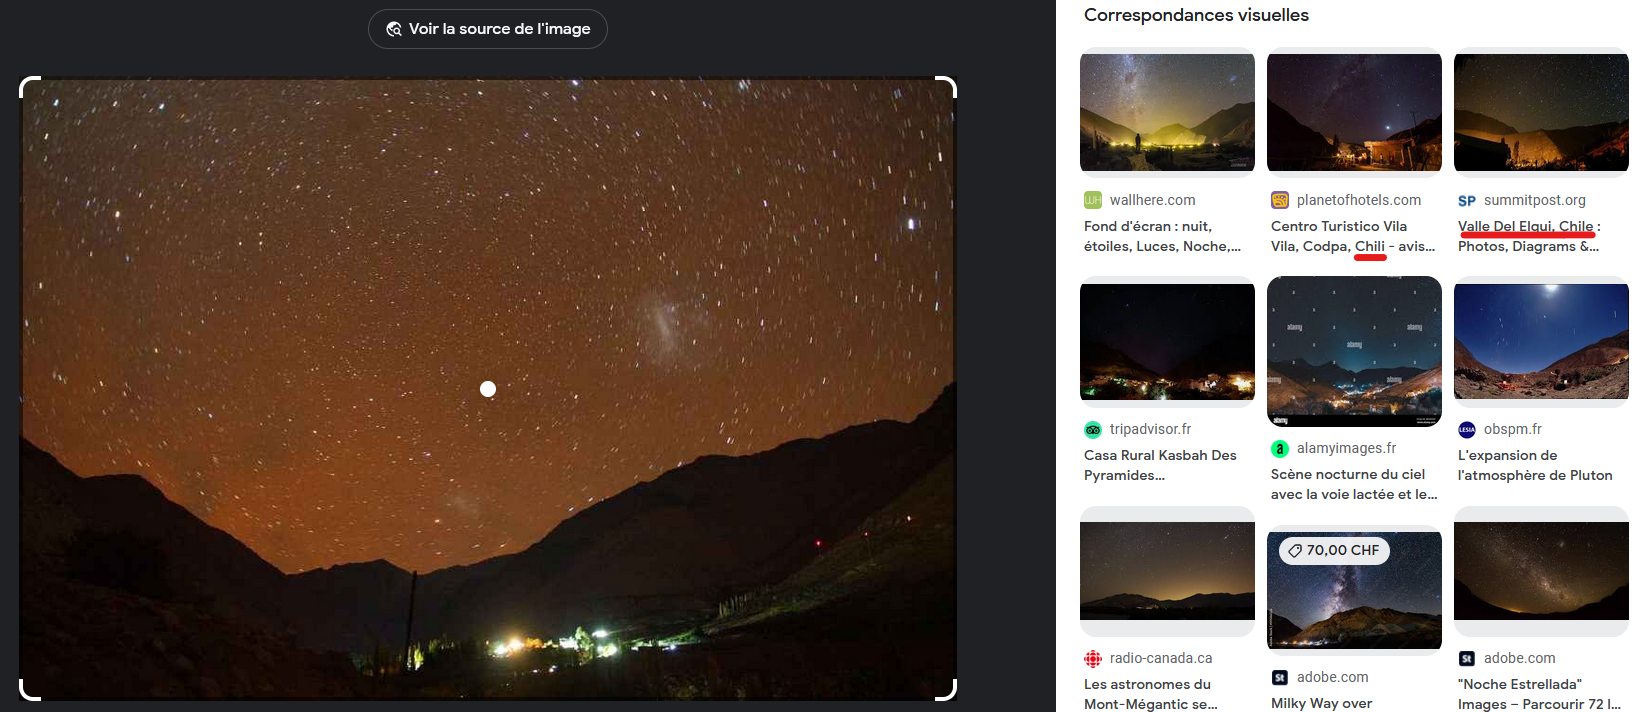 Voir la source de l'image
Correspondances visuelles
wallhere.com
Fond d'écran : nuit,
étoiles, Luces, Noche,...
planetofhotels.com
Centro Turistico Vila
Vila, Codpa, Chili - avis...
SP summitpost.org
Valle Del Elqui, Chile :
Photos, Diagrams &...
tripadvisor.fr
Casa Rural Kasbah Des
Pyramides...
alamy
alamy
alamy
alamy
alamy
alamy
a alamyimages.fr
Scène nocturne du ciel
avec la voie lactée et le...
LESIA obspm.fr
L'expansion de
l'atmosphère de Pluton
radio-canada.ca
Les astronomes du
Mont-Mégantic se...
70,00 CHF
St adobe.com
Milky Way over
St adobe.com
"Noche Estrellada"
Images – Parcourir 72 l...